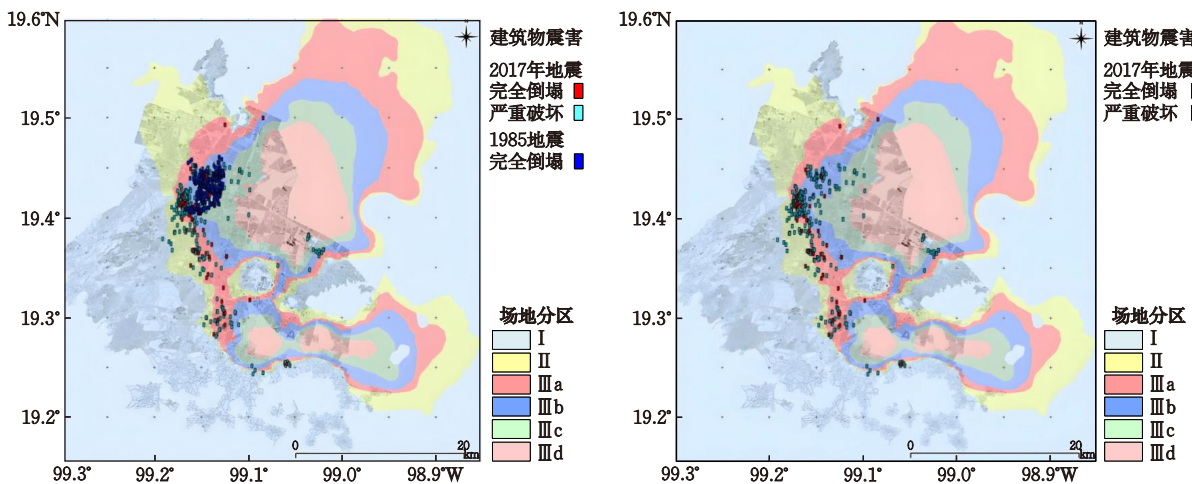 19.6°N
建筑物震害
2017年地震
完全倒塌
严重破坏
1985地震
完全倒塌
19.5°
19.4°
19.3°
19.2°
场地分区
I
II
IIIa
IIIb
IIIc
IIId
0
20
km
99.3°
99.2°
99.1°
99.0°
98.9°W
19.6°N
建筑物震害
2017年地震
完全倒塌
严重破坏
19.5°
19.4°
19.3°
19.2°
场地分区
I
II
IIIa
IIIb
IIIc
IIId
0
20
km
99.3°
99.2°
99.1°
99.0°
98.9°W